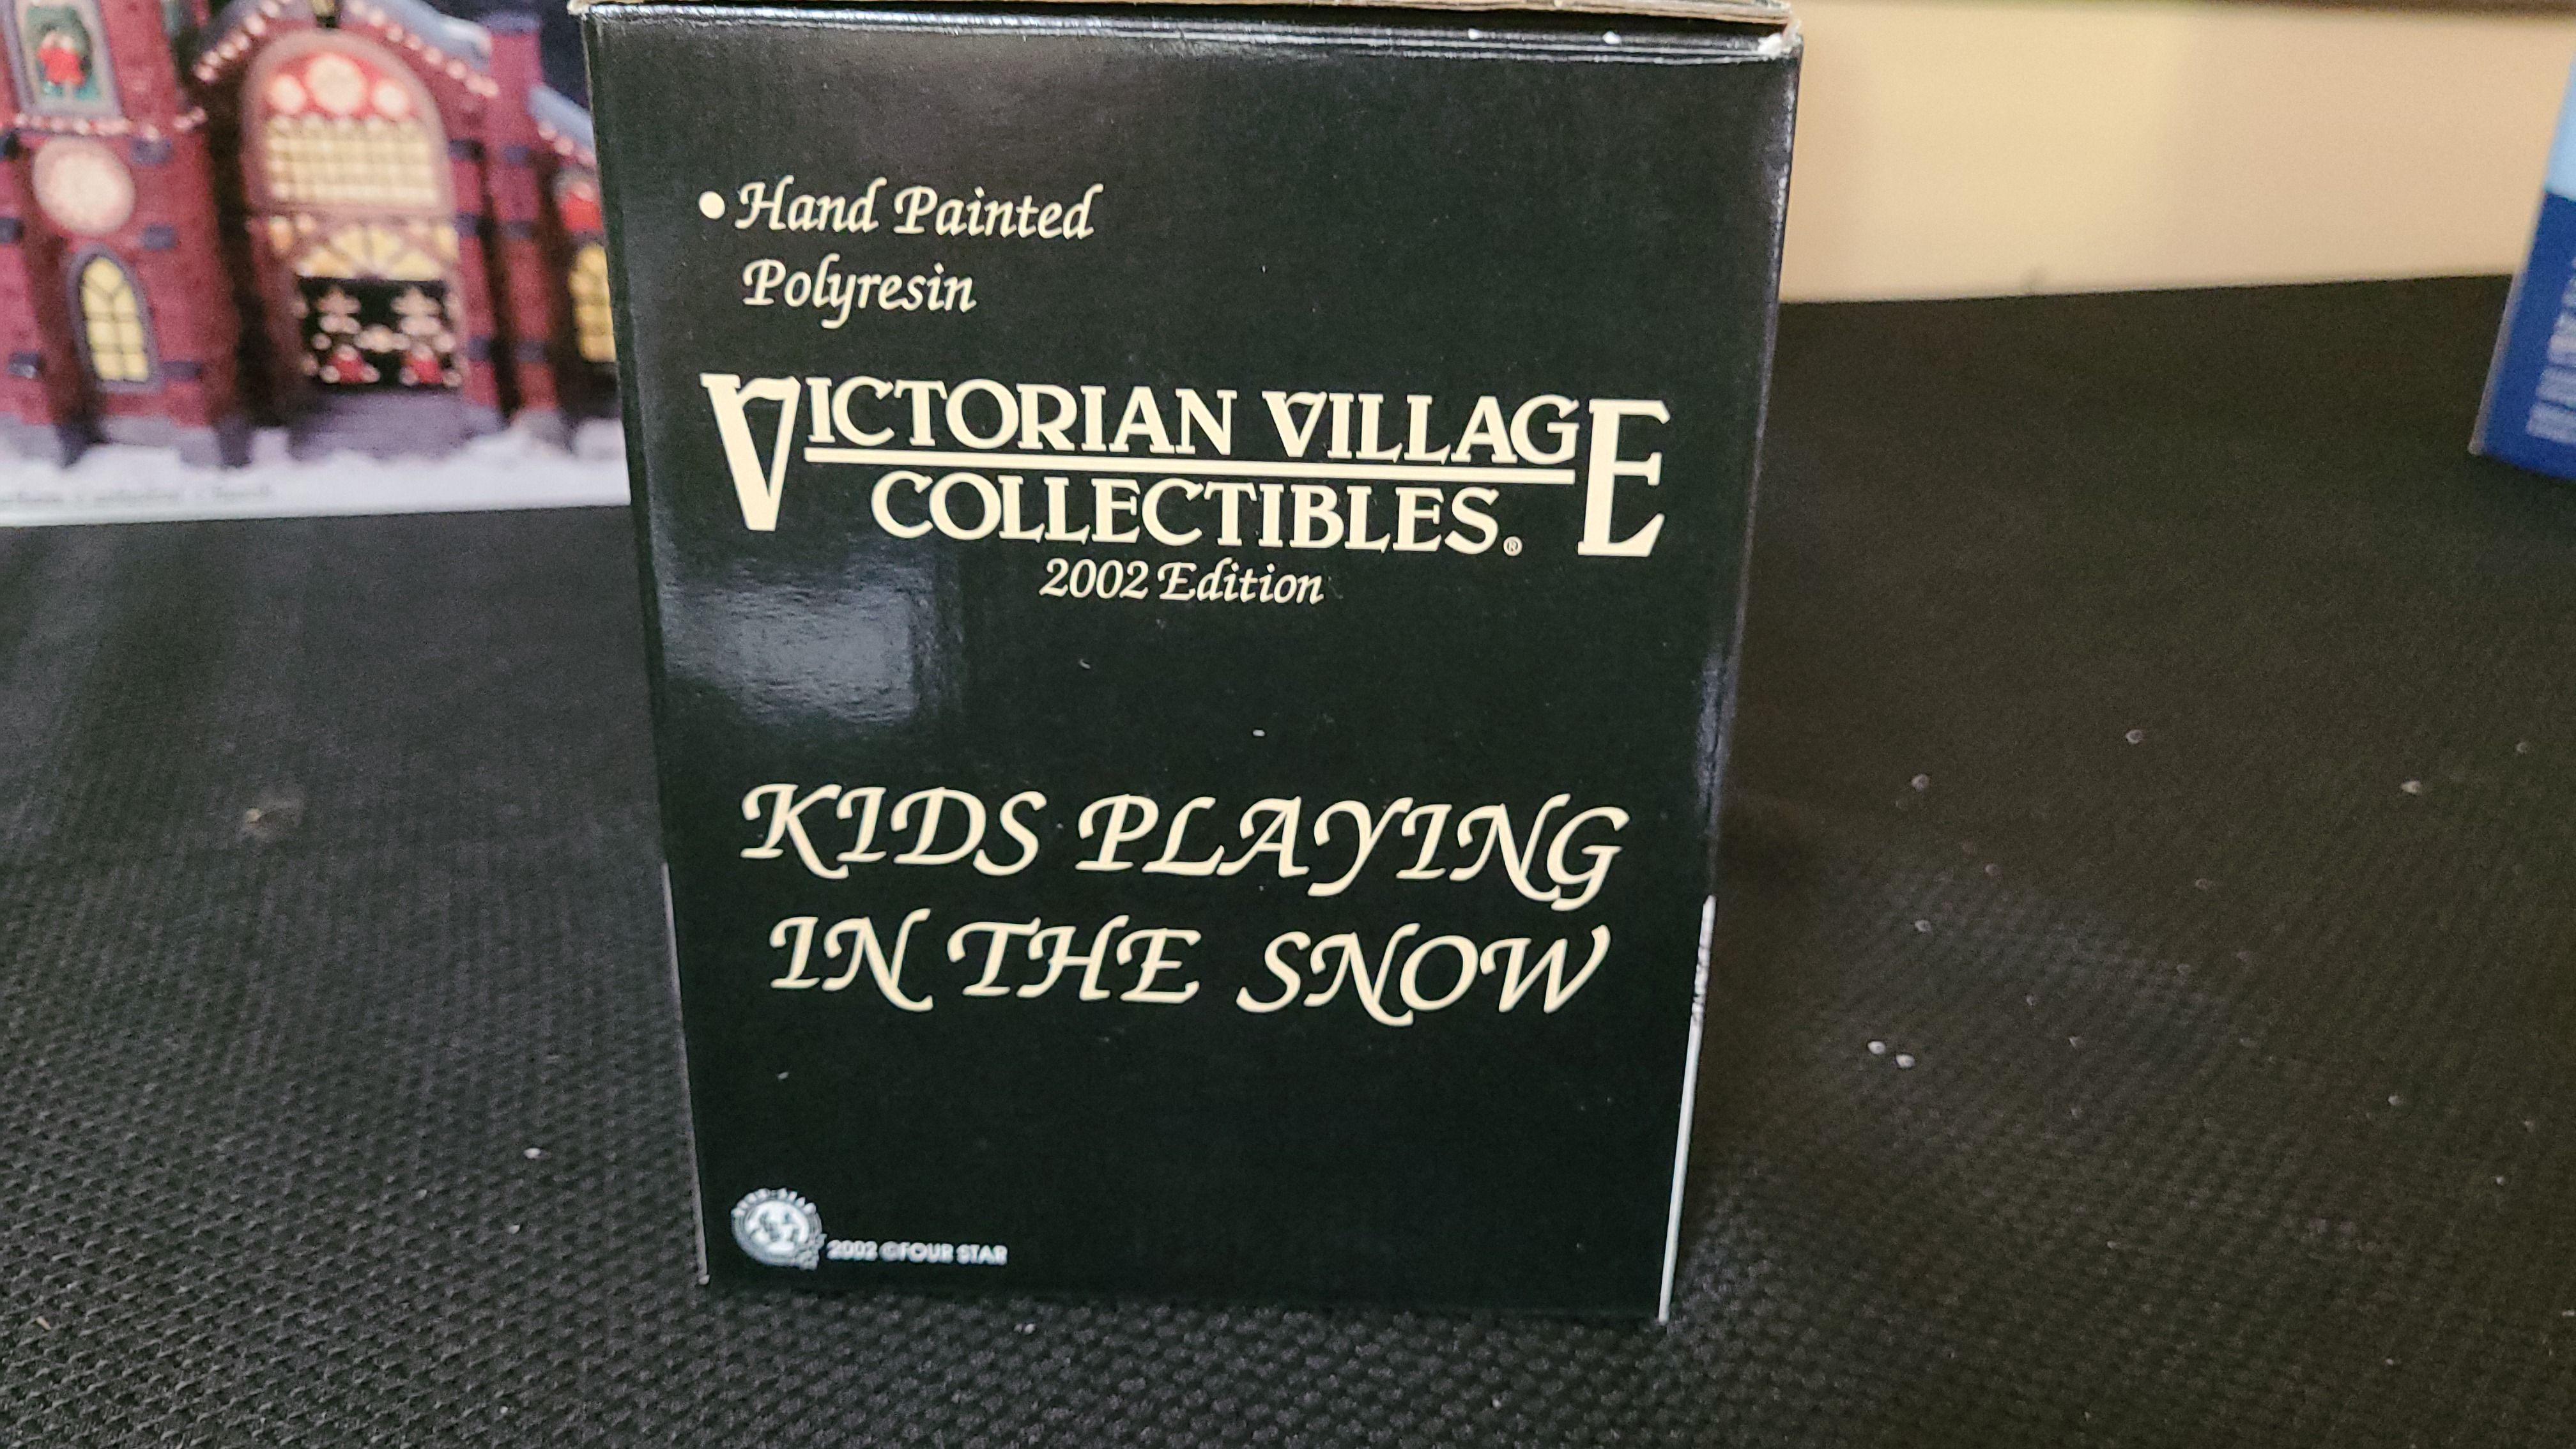 • Hand Painted
Polyresin
VICTORIAN VILLAGE
COLLECTIBLES®
2002 Edition
KIDS PLAYING
IN THE SNOW
2002 ©FOUR STAR